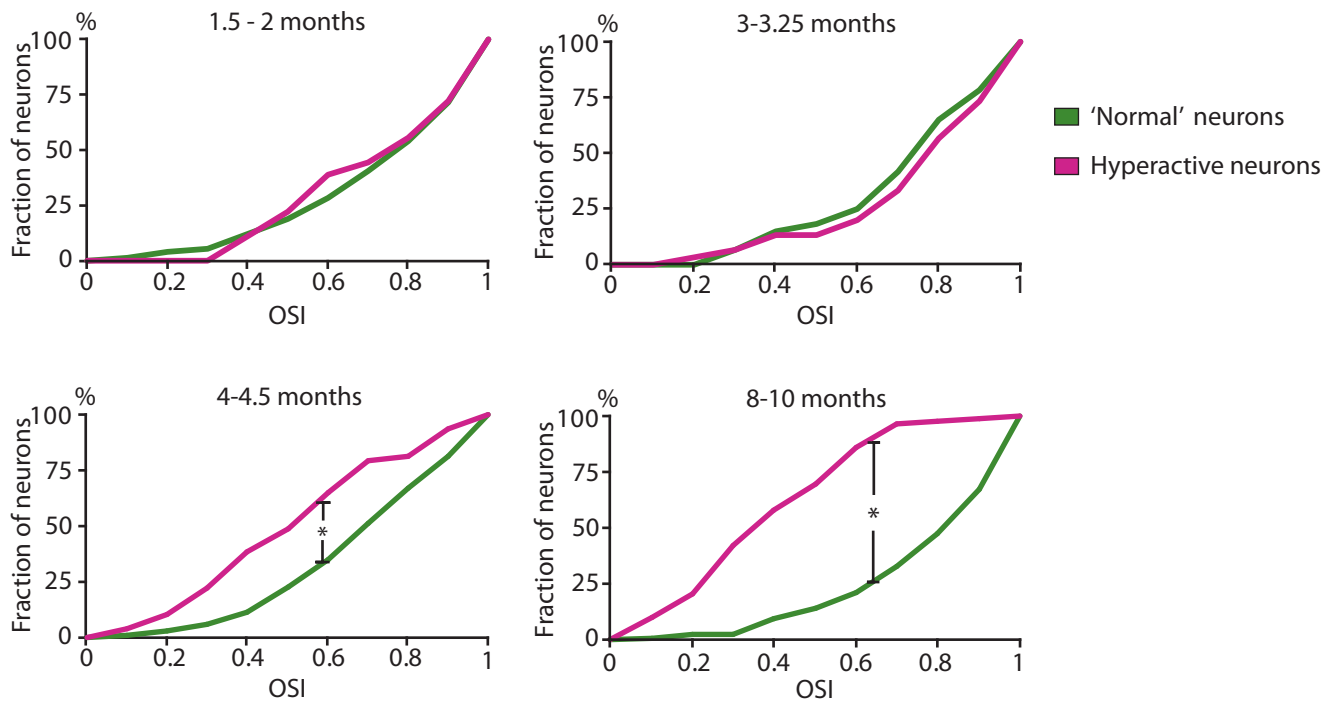 %
1.5 - 2 months
Fraction of neurons
100
75
50
25
0
0 0.2 0.4 0.6 0.8 1
OSI
%
3-3.25 months
Fraction of neurons
100
75
50
25
0
0 0.2 0.4 0.6 0.8 1
OSI
'Normal' neurons
Hyperactive neurons
%
4-4.5 months
Fraction of neurons
100
75
50
25
0
*
0 0.2 0.4 0.6 0.8 1
OSI
%
8-10 months
Fraction of neurons
100
75
50
25
0
*
0 0.2 0.4 0.6 0.8 1
OSI